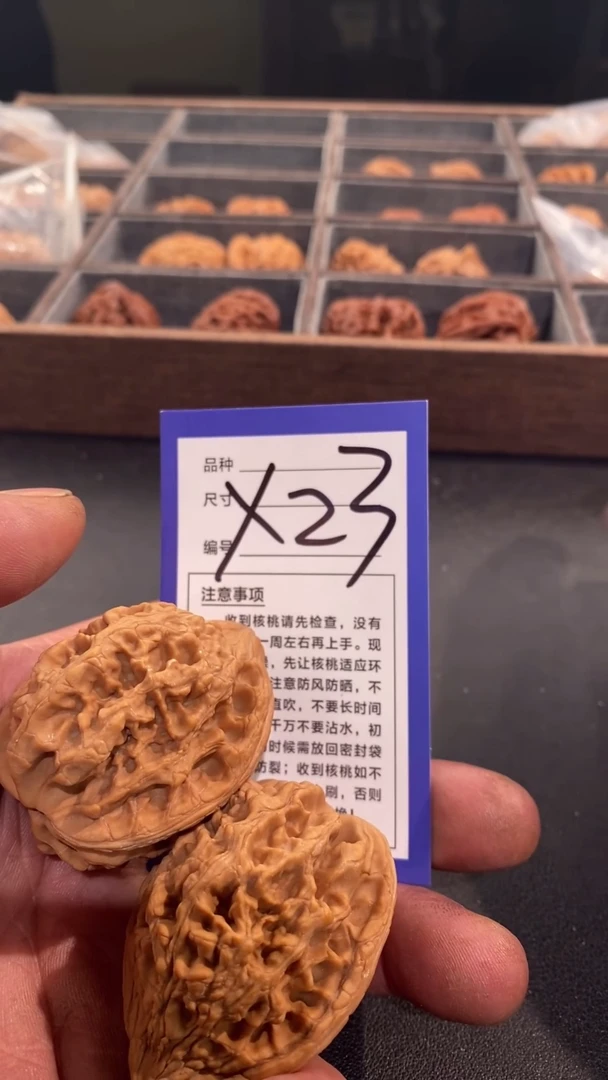 品种
尺寸
编号
X23
注意事项
收到核桃请先检查，没有
一周左右再上手。现
先让核桃适应环
注意防风防晒，不
直吹，不要长时间
千万不要沾水，初
时候需放回密封袋
防裂；收到核桃如不
刷，否则